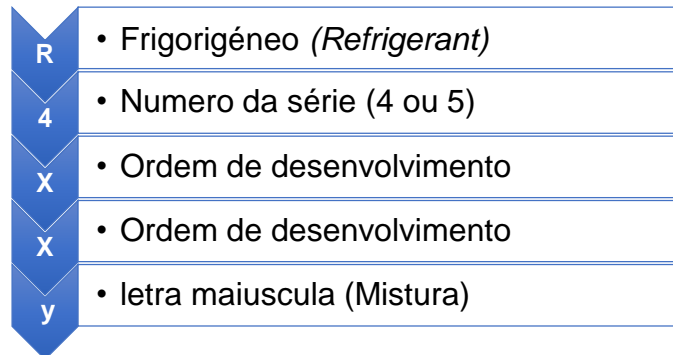 R • Frigorigéneo (Refrigerant)
4 • Numero da série (4 ou 5)
X • Ordem de desenvolvimento
X • Ordem de desenvolvimento
y • letra maiuscula (Mistura)